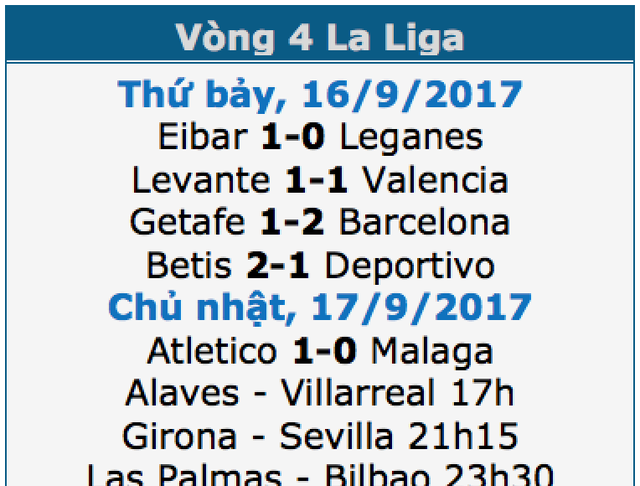 Vòng 4 La Liga
Thứ bảy, 16/9/2017
Eibar 1-0 Leganes
Levante 1-1 Valencia
Getafe 1-2 Barcelona
Betis 2-1 Deportivo
Chủ nhật, 17/9/2017
Atletico 1-0 Malaga
Alaves - Villarreal 17h
Girona - Sevilla 21h15
Las Palmas - Bilbao 23h30